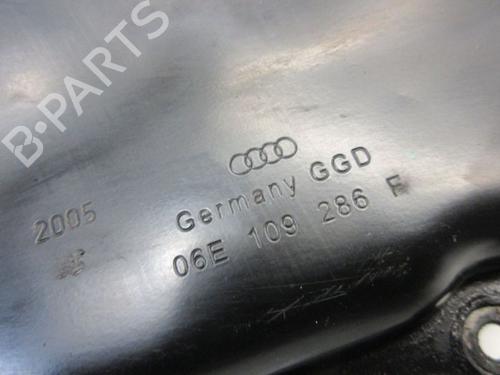 B-PARTS
2005
Germany GGD
06E 109 286 F